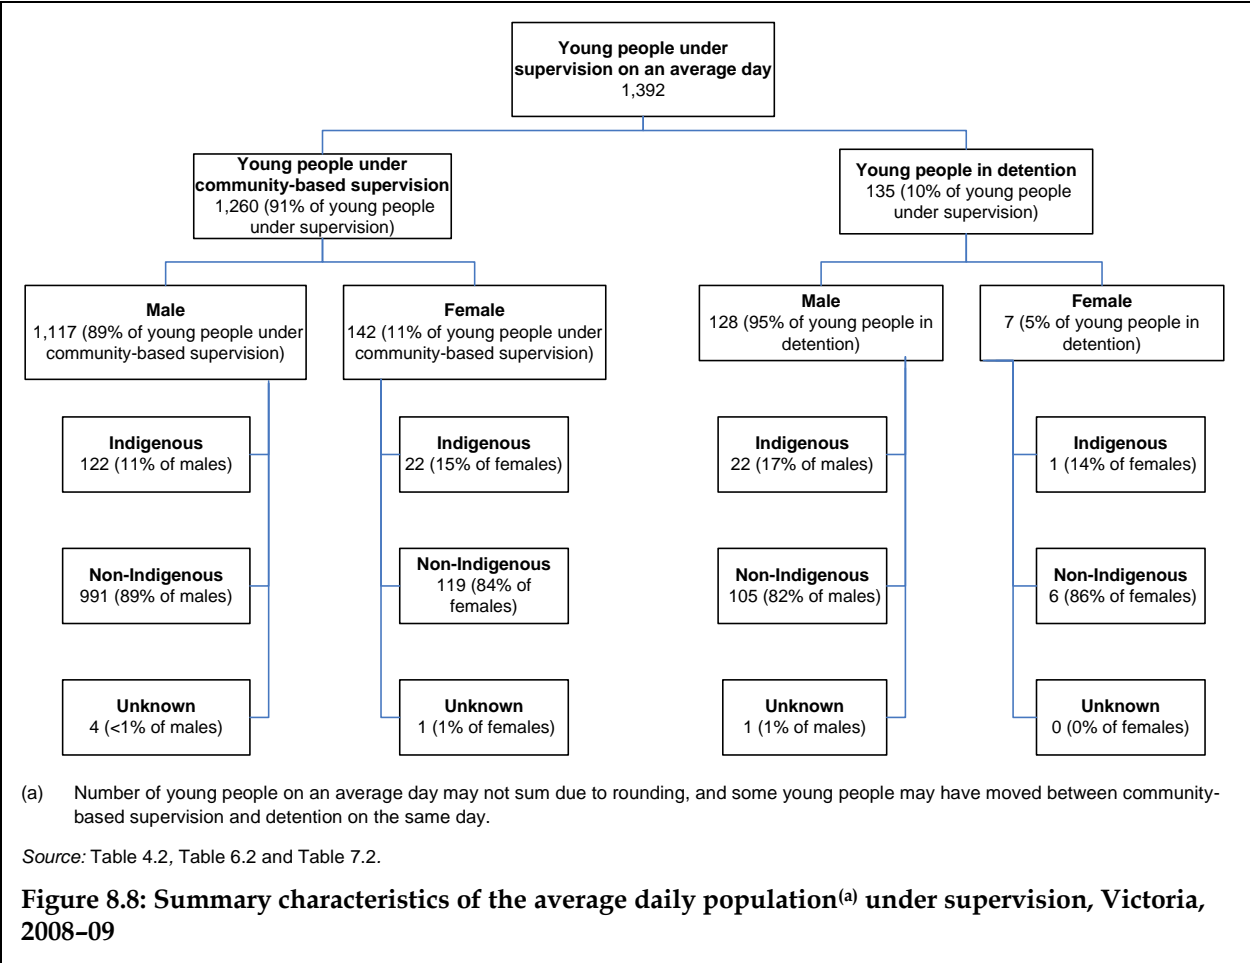 Young people under
supervision on an average day
1,392
Young people under
community-based supervision
1,260 (91% of young people
under supervision)
Young people in detention
135 (10% of young people
under supervision)
Male
1,117 (89% of young people under
community-based supervision)
Female
142 (11% of young people under
community-based supervision)
Male
128 (95% of young people in
detention)
Female
7 (5% of young people in
detention)
Indigenous
122 (11% of males)
Indigenous
22 (15% of females)
Indigenous
22 (17% of males)
Indigenous
1 (14% of females)
Non-Indigenous
991 (89% of males)
Non-Indigenous
119 (84% of
females)
Non-Indigenous
105 (82% of males)
Non-Indigenous
6 (86% of females)
Unknown
4 (<1% of males)
Unknown
1 (1% of females)
Unknown
1 (1% of males)
Unknown
0 (0% of females)
(a) Number of young people on an average day may not sum due to rounding, and some young people may have moved between community-
based supervision and detention on the same day.
Source: Table 4.2, Table 6.2 and Table 7.2.
Figure 8.8: Summary characteristics of the average daily population(a) under supervision, Victoria,
2008–09